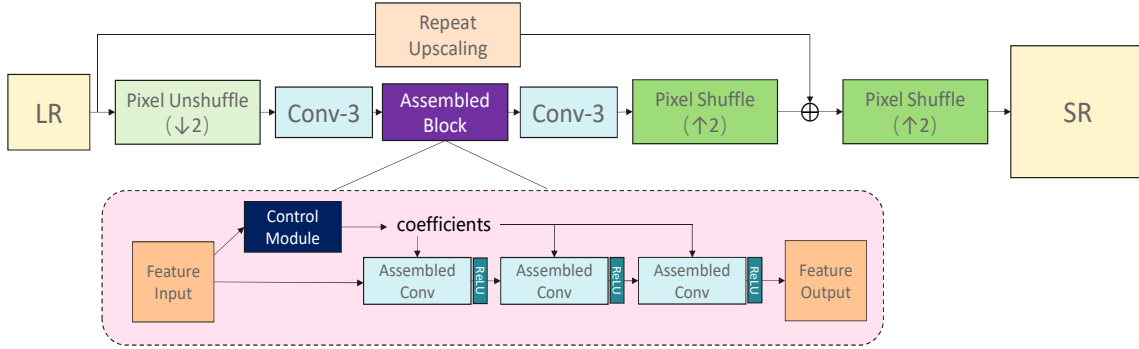 Repeat
Upscaling
LR
Pixel Unshuffle
(↓2)
Conv-3
Assembled
Block
Conv-3
Pixel Shuffle
(↑2)
Pixel Shuffle
(↑2)
SR
Control
Module
coefficients
Feature
Input
Assembled
Conv
ReLU
Assembled
Conv
ReLU
Assembled
Conv
ReLU
Feature
Output